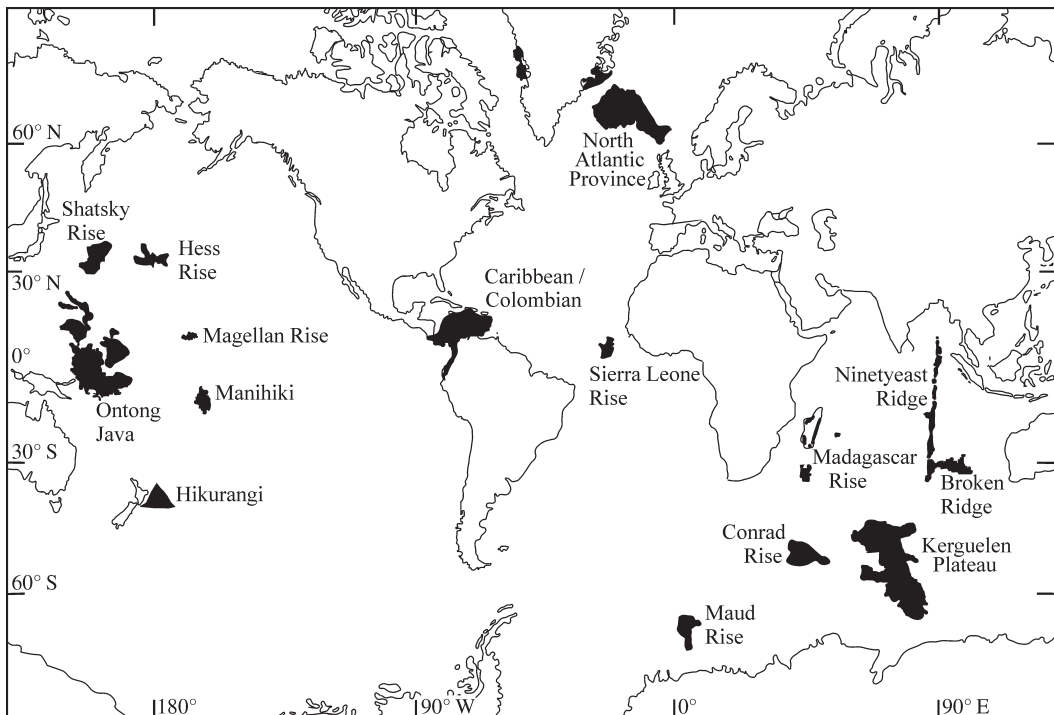 60° N
North
Atlantic
Province
Shatsky
Rise
Hess
Rise
30° N
Caribbean /
Colombian
Magellan Rise
0°
Manihiki
Ontong
Java
Sierra Leone
Rise
Ninetyeast
Ridge
30° S
Madagascar
Rise
Broken
Ridge
Hikurangi
Conrad
Rise
Kerguelen
Plateau
60° S
Maud
Rise
180°
90° W
0°
90° E